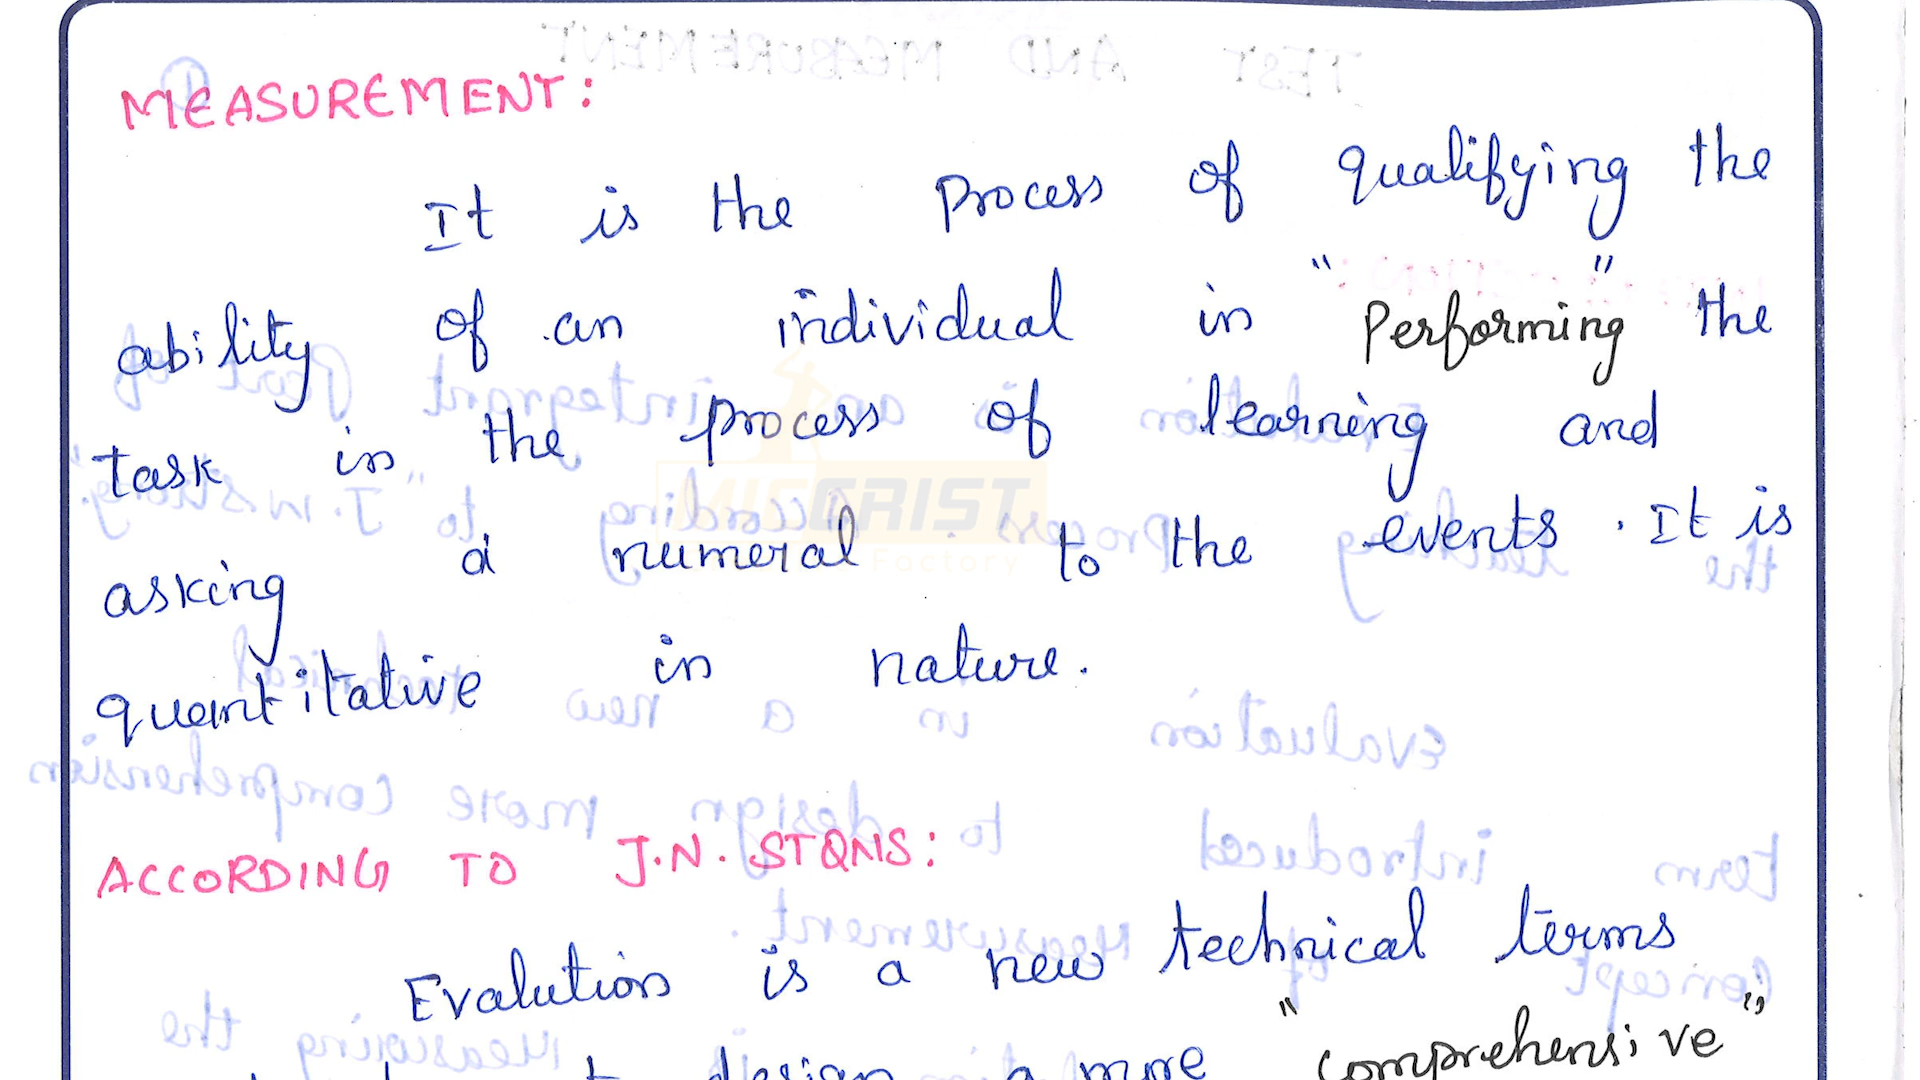 MEASUREMENT:
It is the process of qualifying the
ability of an individual in "Performing" the
task in the process of learning and
asking a numeral to the events. It is
quantitative in nature.
ACCORDING TO J.N. STQNS:
Evalution is a new technical terms
design a more "comprehensive"